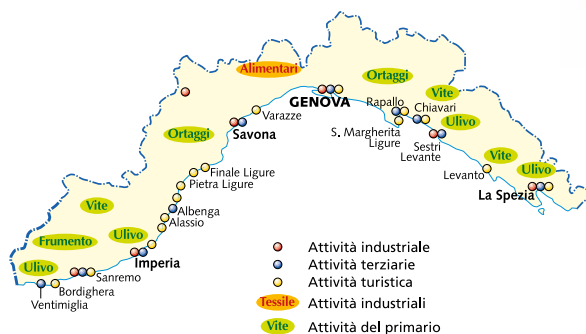 Alimentari
Ortaggi
GENOVA
Vite
Rapallo
Chiavari
Varazze
Ulivo
Ortaggi
Savona
S. Margherita
Ligure
Sestri
Levante
Vite
Finale Ligure
Levanto
Ulivo
Pietra Ligure
La Spezia
Vite
Albenga
Alassio
Frumento
Ulivo
Imperia
Ulivo
Sanremo
Bordighera
Ventimiglia
Attività industriale
Attività terziarie
Attività turistica
Tessile Attività industriali
Vite Attività del primario